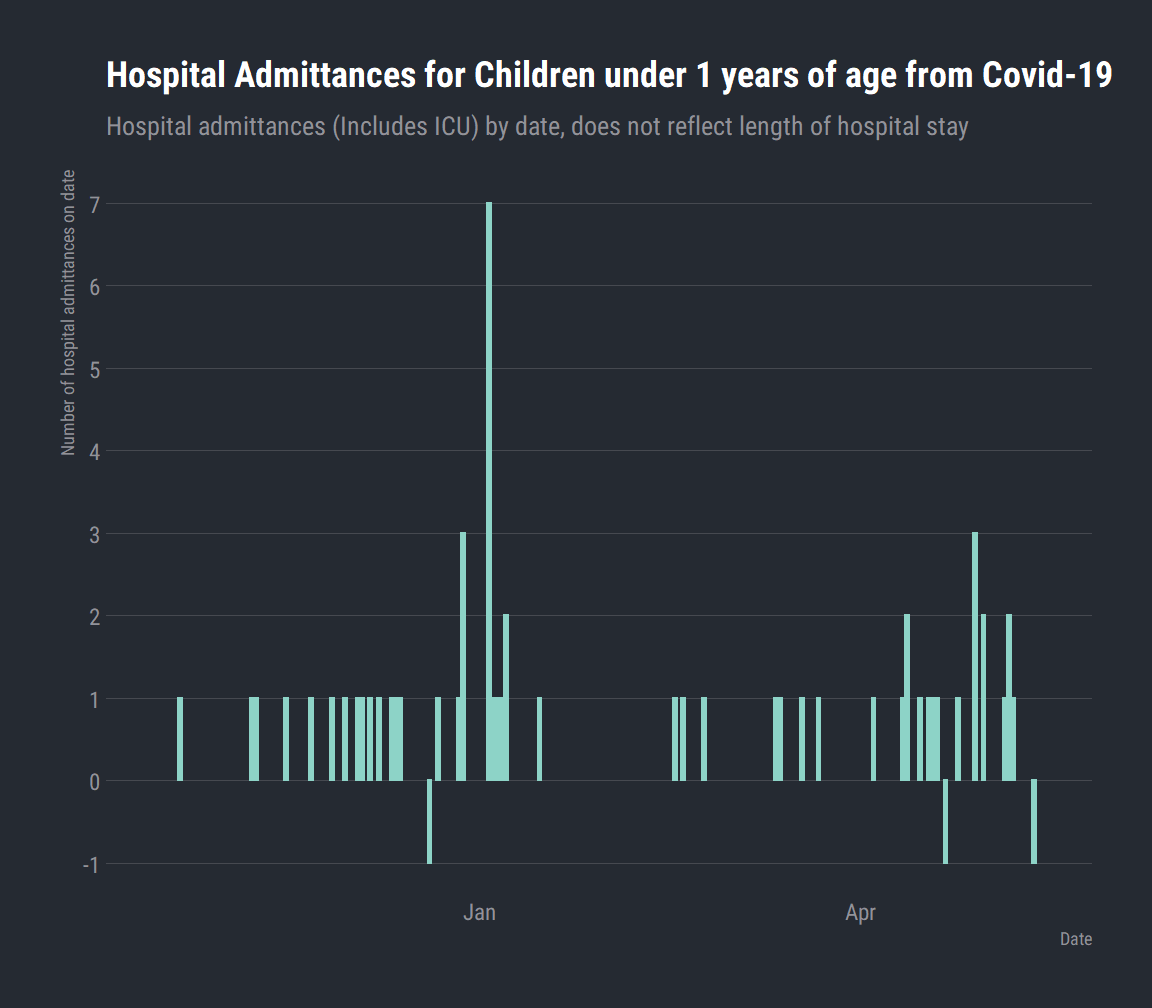 Hospital Admittances for Children under 1 years of age from Covid-19
Hospital admittances (Includes ICU) by date, does not reflect length of hospital stay
Number of hospital admittances on date
7
6
5
4
3
2
1
0
-1
Jan
Apr
Date